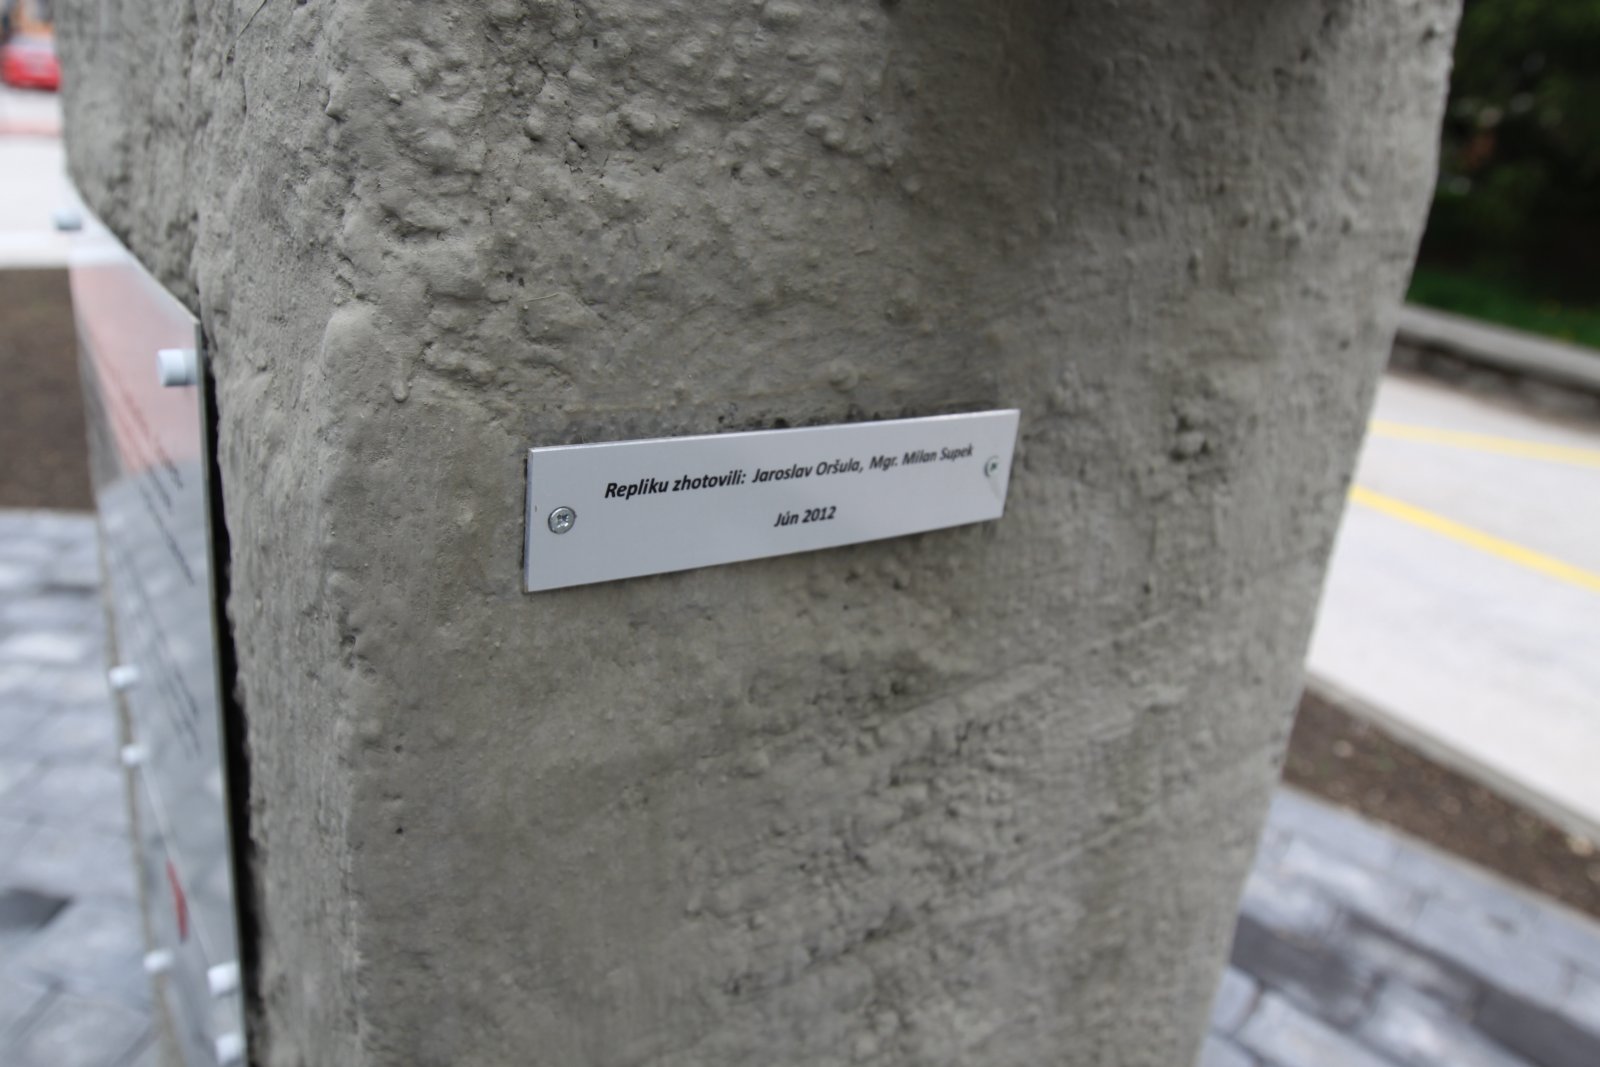 Repliku zhotovili: Jaroslav Oršula, Mgr. Milan Supek
Jún 2012